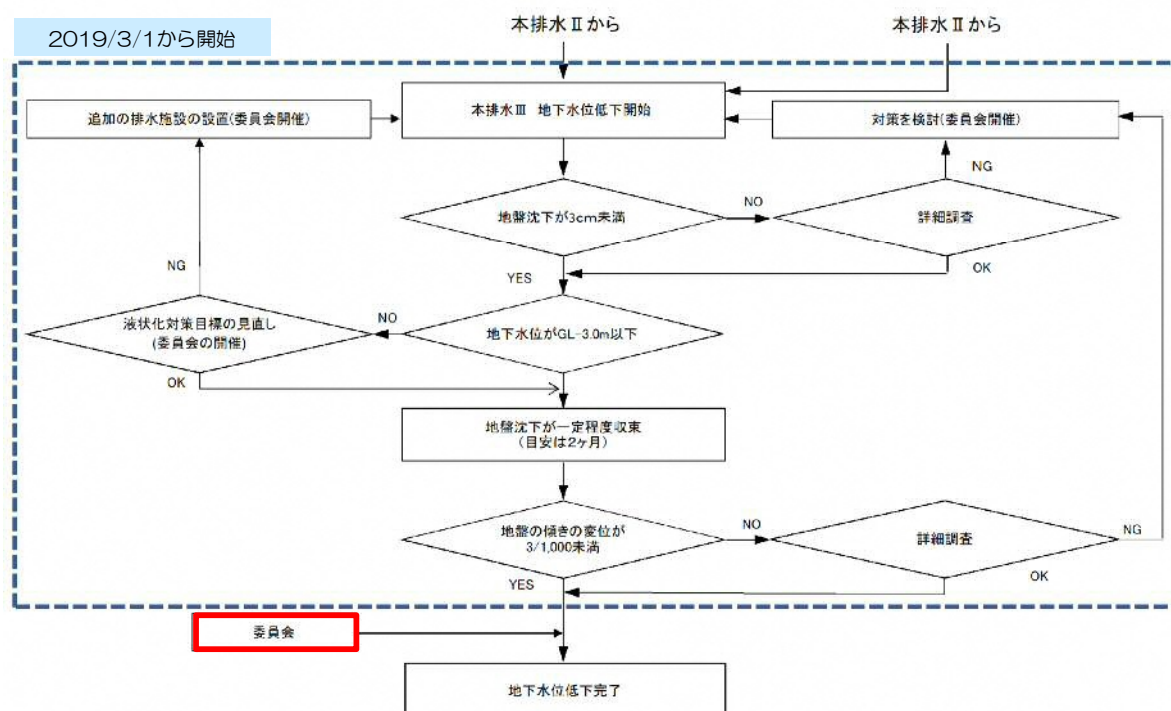 2019/3/1から開始
本排水Ⅱから
本排水Ⅱから
追加の排水施設の設置(委員会開催)
本排水Ⅲ 地下水位低下開始
対策を検討(委員会開催)
NG
地盤沈下が3cm未満
NO
詳細調査
NG
YES
OK
液状化対策目標の見直し
(委員会の開催)
NO
地下水位がGL-3.0m以下
OK
地盤沈下が一定程度収束
(目安は2ヶ月)
地盤の傾きの変位が
3/1,000未満
NO
詳細調査
NG
YES
OK
委員会
地下水位低下完了